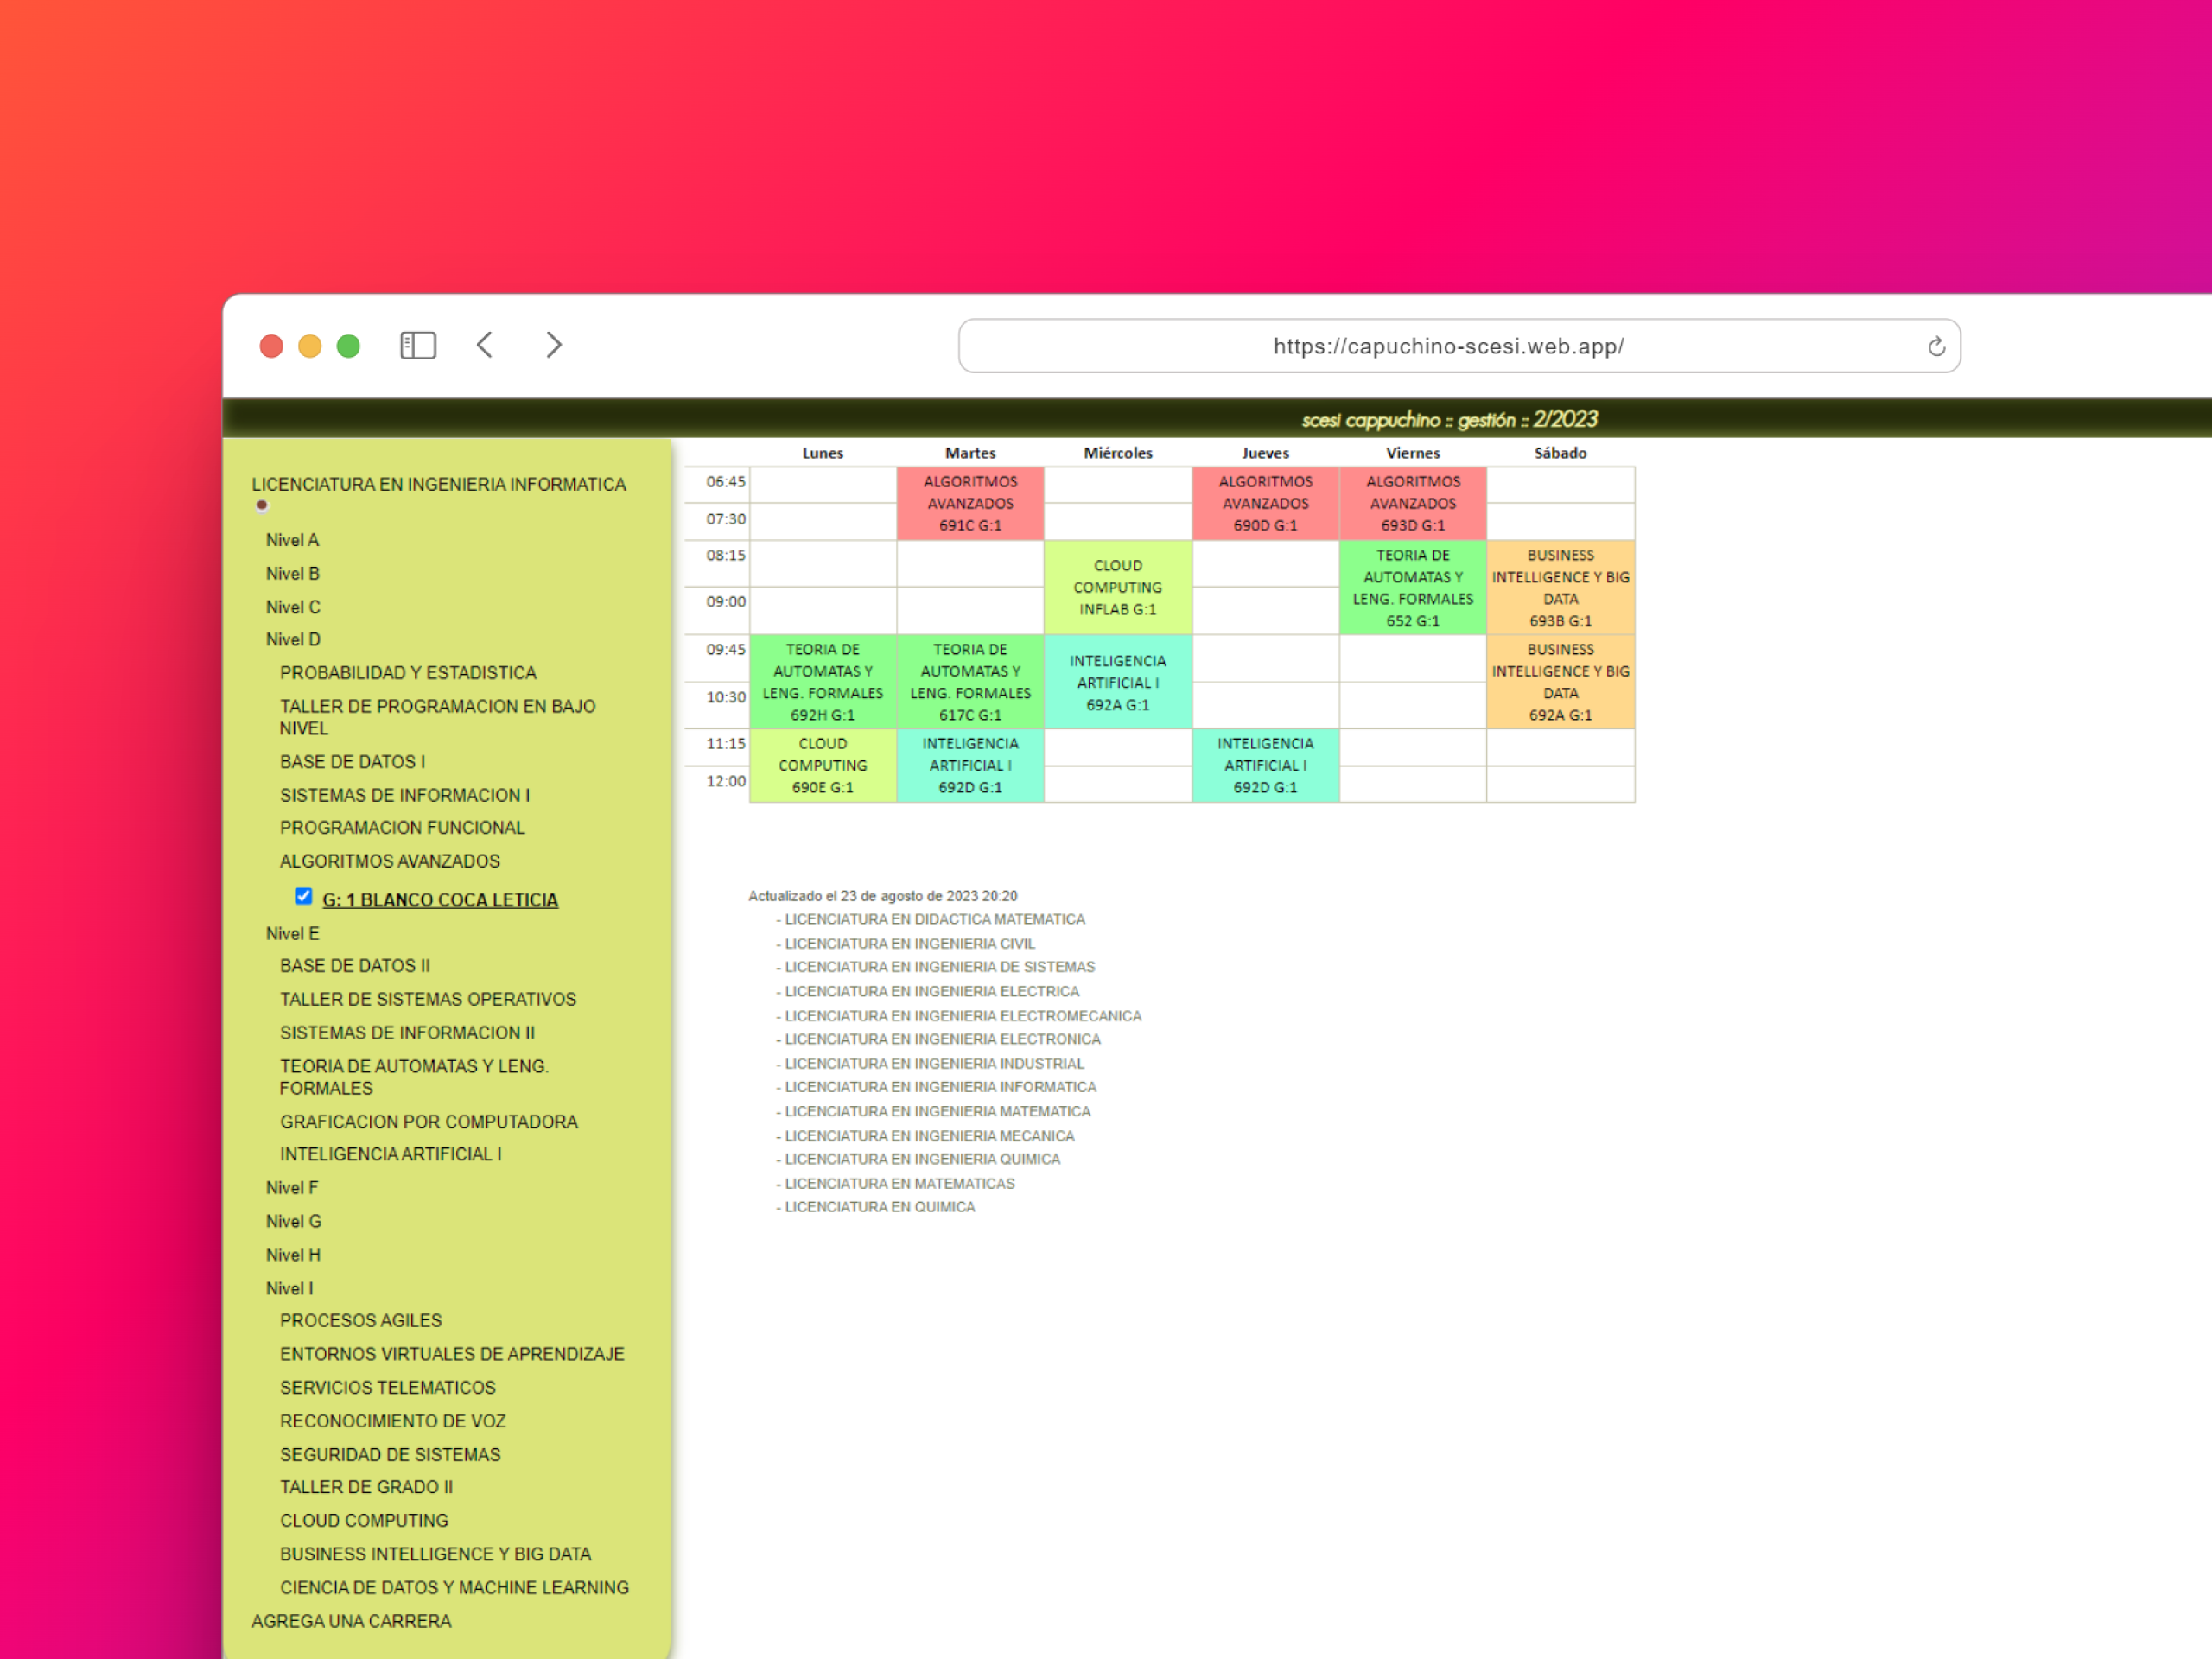 https://capuchino-scesi.web.app/
scesi cappuchino :: gestión :: 2/2023
LICENCIATURA EN INGENIERIA INFORMATICA
Nivel A
Nivel B
Nivel C
Nivel D
PROBABILIDAD Y ESTADISTICA
TALLER DE PROGRAMACION EN BAJO
NIVEL
BASE DE DATOS I
SISTEMAS DE INFORMACION I
PROGRAMACION FUNCIONAL
ALGORITMOS AVANZADOS
G: 1 BLANCO COCA LETICIA
Nivel E
BASE DE DATOS II
TALLER DE SISTEMAS OPERATIVOS
SISTEMAS DE INFORMACION II
TEORIA DE AUTOMATAS Y LENG.
FORMALES
GRAFICACION POR COMPUTADORA
INTELIGENCIA ARTIFICIAL I
Nivel F
Nivel G
Nivel H
Nivel I
PROCESOS AGILES
ENTORNOS VIRTUALES DE APRENDIZAJE
SERVICIOS TELEMATICOS
RECONOCIMIENTO DE VOZ
SEGURIDAD DE SISTEMAS
TALLER DE GRADO II
CLOUD COMPUTING
BUSINESS INTELLIGENCE Y BIG DATA
CIENCIA DE DATOS Y MACHINE LEARNING
AGREGA UNA CARRERA
Lunes Martes Miércoles Jueves Viernes Sábado
06:45
07:30
ALGORITMOS
AVANZADOS
691C G:1
ALGORITMOS
AVANZADOS
690D G:1
ALGORITMOS
AVANZADOS
693D G:1
08:15
09:00
CLOUD
COMPUTING
INFLAB G:1
TEORIA DE
AUTOMATAS Y
LENG. FORMALES
652 G:1
BUSINESS
INTELLIGENCE Y BIG
DATA
693B G:1
09:45
10:30
TEORIA DE
AUTOMATAS Y
LENG. FORMALES
692H G:1
TEORIA DE
AUTOMATAS Y
LENG. FORMALES
617C G:1
INTELIGENCIA
ARTIFICIAL I
692A G:1
BUSINESS
INTELLIGENCE Y BIG
DATA
692A G:1
11:15
12:00
CLOUD
COMPUTING
690E G:1
INTELIGENCIA
ARTIFICIAL I
692D G:1
INTELIGENCIA
ARTIFICIAL I
692D G:1
Actualizado el 23 de agosto de 2023 20:20
- LICENCIATURA EN DIDACTICA MATEMATICA
- LICENCIATURA EN INGENIERIA CIVIL
- LICENCIATURA EN INGENIERIA DE SISTEMAS
- LICENCIATURA EN INGENIERIA ELECTRICA
- LICENCIATURA EN INGENIERIA ELECTROMECANICA
- LICENCIATURA EN INGENIERIA ELECTRONICA
- LICENCIATURA EN INGENIERIA INDUSTRIAL
- LICENCIATURA EN INGENIERIA INFORMATICA
- LICENCIATURA EN INGENIERIA MATEMATICA
- LICENCIATURA EN INGENIERIA MECANICA
- LICENCIATURA EN INGENIERIA QUIMICA
- LICENCIATURA EN MATEMATICAS
- LICENCIATURA EN QUIMICA